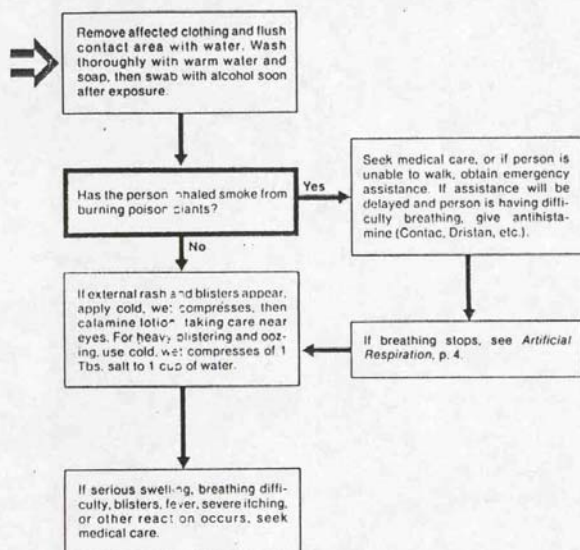 Remove affected clothing and flush
contact area with water. Wash
thoroughly with warm water and
soap, then swab with alcohol soon
after exposure.
Has the person inhaled smoke from
burning poison plants?
Yes
No
Seek medical care, or if person is
unable to walk, obtain emergency
assistance. If assistance will be
delayed and person is having diffi-
culty breathing, give antihista-
mine (Contac, Dristan, etc.).
If breathing stops, see Artificial
Respiration, p. 4.
If external rash and blisters appear,
apply cold, wet compresses, then
calamine lotion, taking care near
eyes. For heavy blistering and ooz-
ing, use cold, wet compresses of 1
Tbs. salt to 1 cup of water.
If serious swelling, breathing diffi-
culty, blisters, fever, severe itching,
or other reaction occurs, seek
medical care.